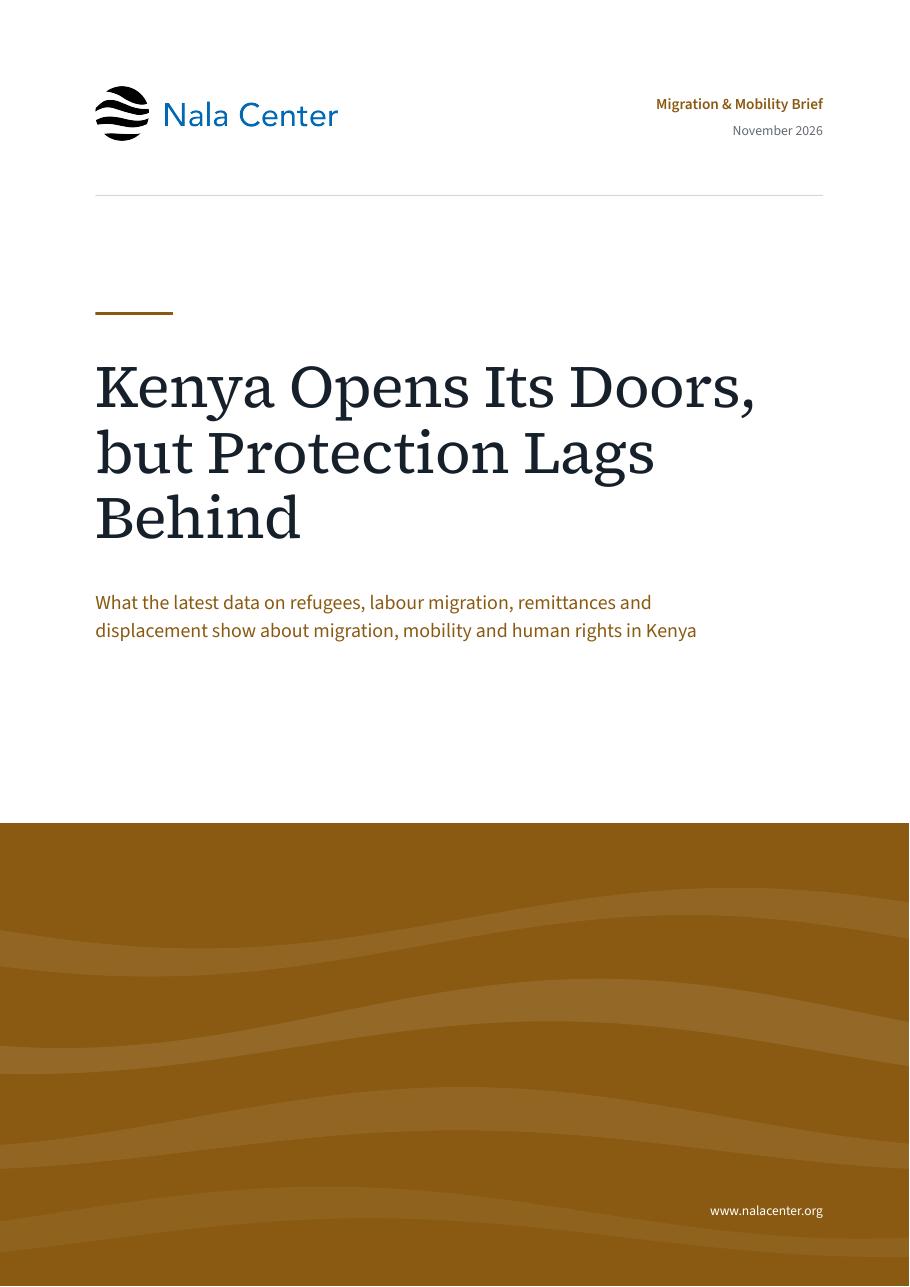 Nala Center
Migration & Mobility Brief
November 2026
Kenya Opens Its Doors,
but Protection Lags
Behind
What the latest data on refugees, labour migration, remittances and
displacement show about migration, mobility and human rights in Kenya
www.nalacenter.org